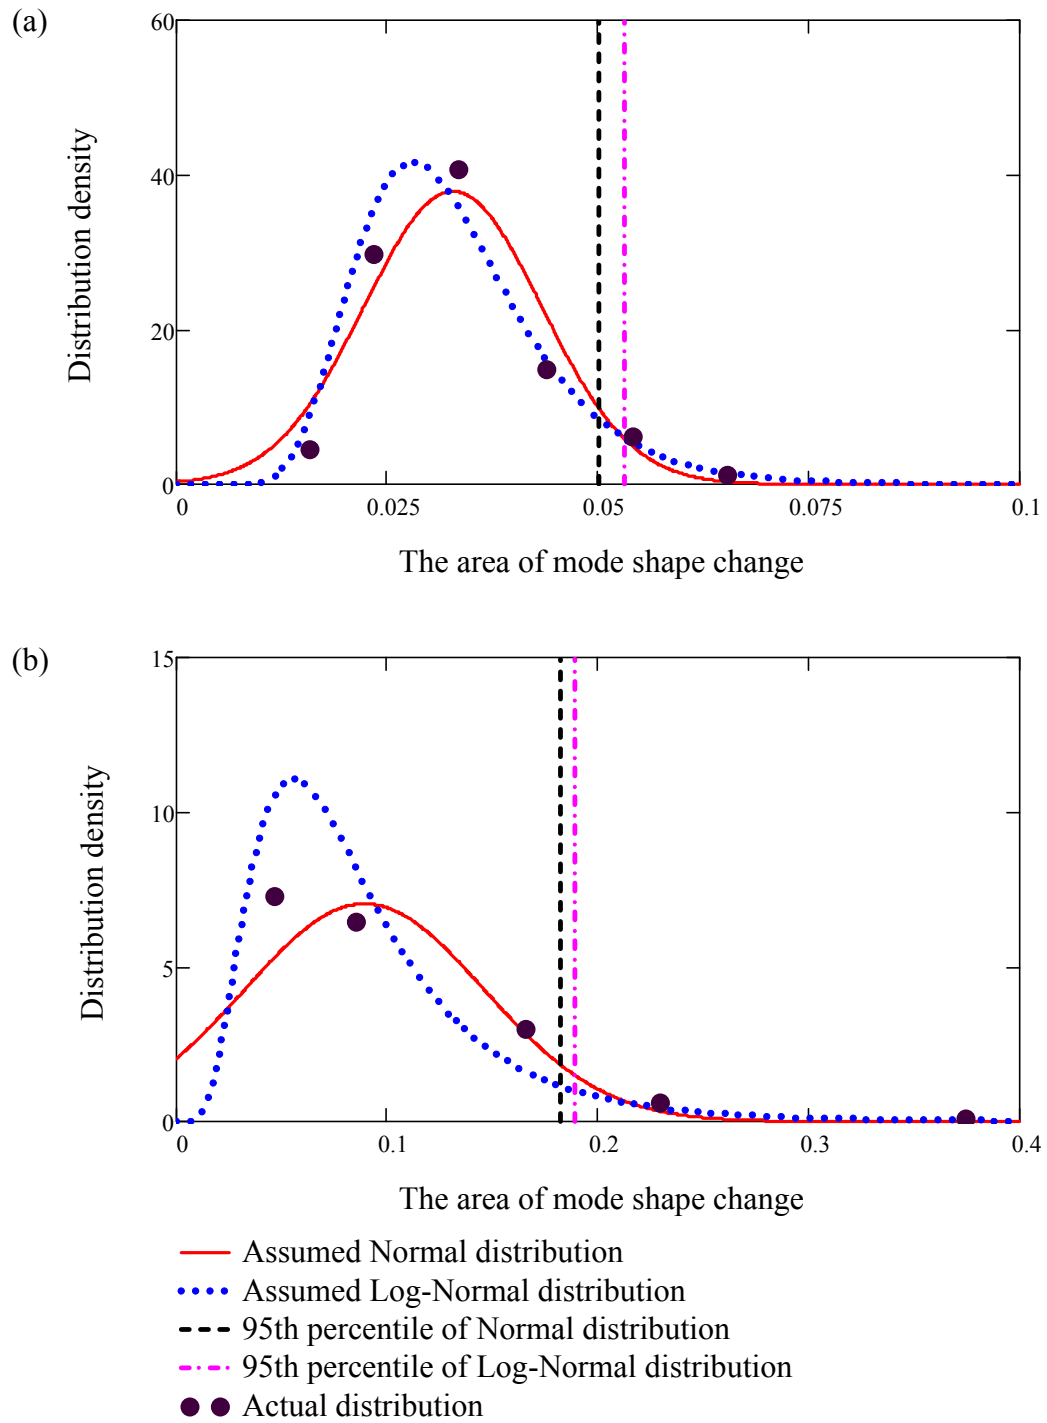 (a)
60
40
20
0
Distribution density
0 0.025 0.05 0.075 0.1
The area of mode shape change
(b)
15
10
5
0
Distribution density
0 0.1 0.2 0.3 0.4
The area of mode shape change
Assumed Normal distribution
Assumed Log-Normal distribution
95th percentile of Normal distribution
95th percentile of Log-Normal distribution
Actual distribution